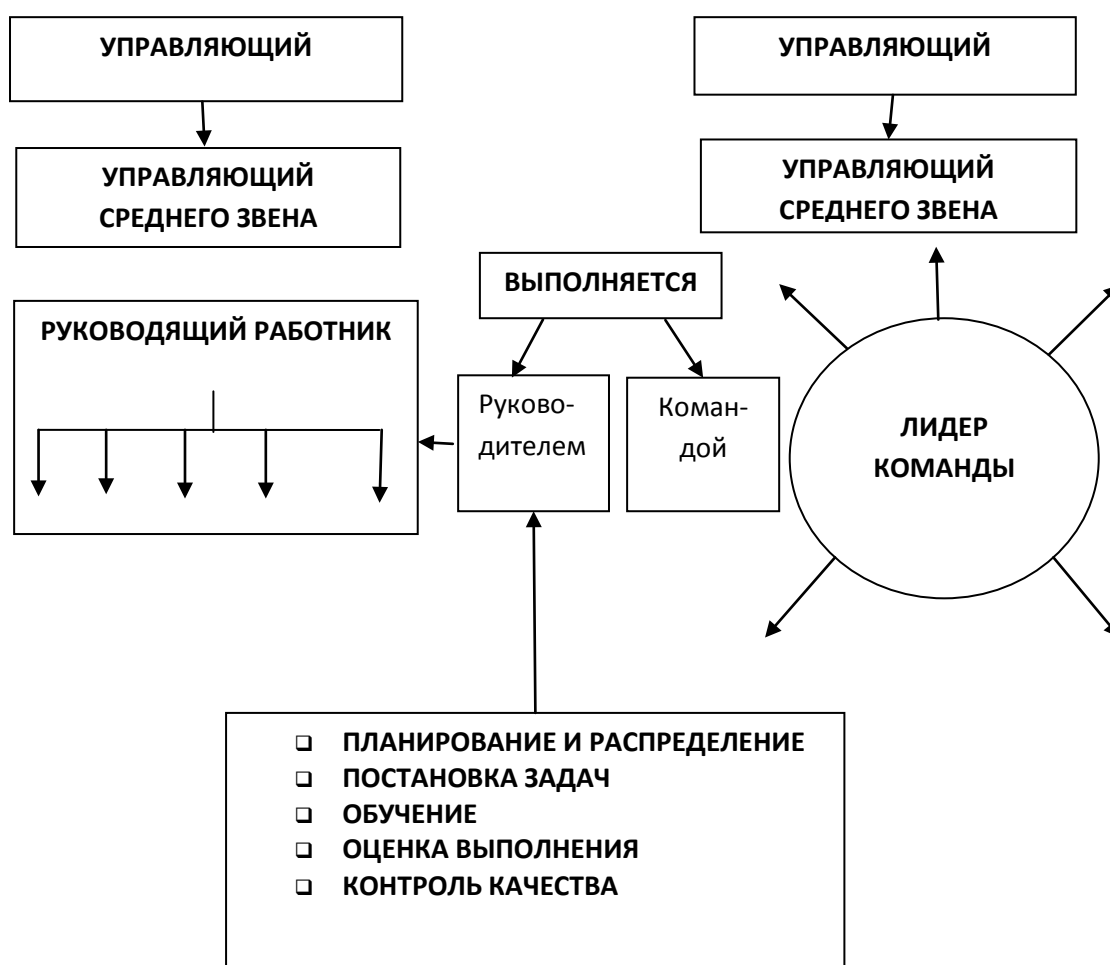 УПРАВЛЯЮЩИЙ
УПРАВЛЯЮЩИЙ
СРЕДНЕГО ЗВЕНА
РУКОВОДЯЩИЙ РАБОТНИК
ВЫПОЛНЯЕТСЯ
Руково-
дителем
Коман-
дой
УПРАВЛЯЮЩИЙ
УПРАВЛЯЮЩИЙ
СРЕДНЕГО ЗВЕНА
ЛИДЕР
КОМАНДЫ
ПЛАНИРОВАНИЕ И РАСПРЕДЕЛЕНИЕ
ПОСТАНОВКА ЗАДАЧ
ОБУЧЕНИЕ
ОЦЕНКА ВЫПОЛНЕНИЯ
КОНТРОЛЬ КАЧЕСТВА